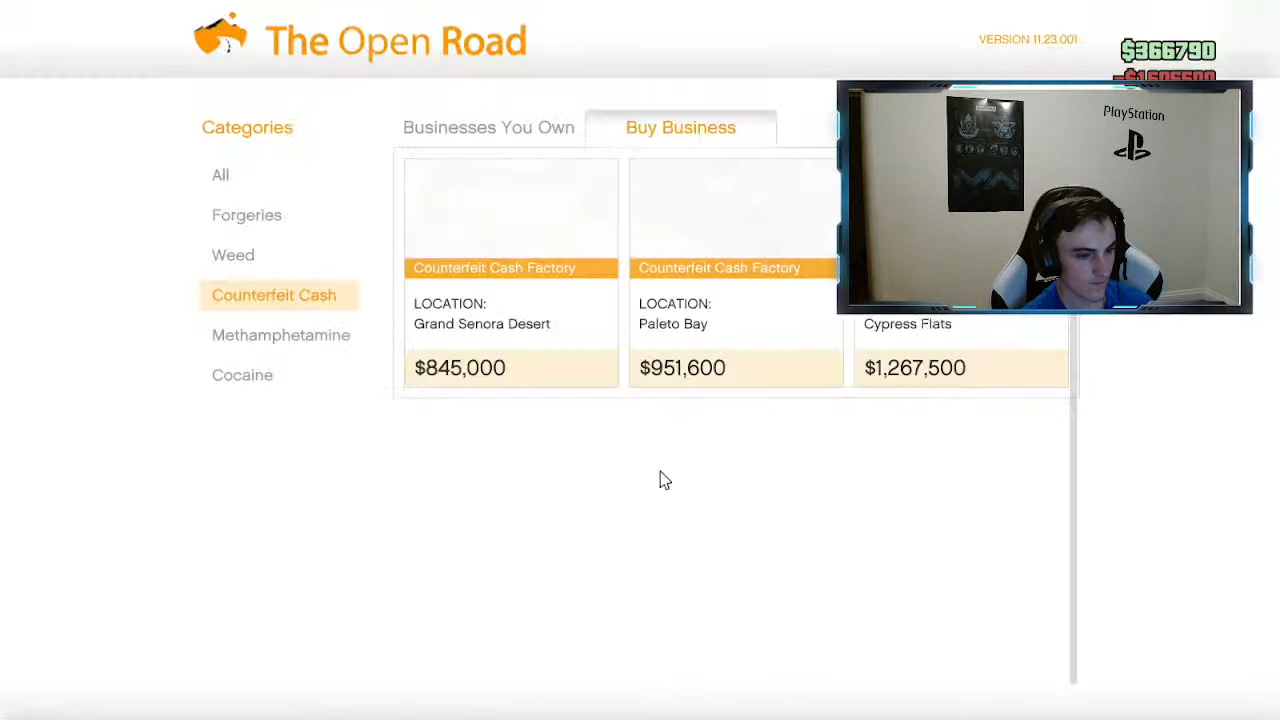 The Open Road
VERSION 11.23.001
$366790
Categories
All
Forgeries
Weed
Counterfeit Cash
Methamphetamine
Cocaine
Businesses You Own
Buy Business
Counterfeit Cash Factory
LOCATION:
Grand Senora Desert
$845,000
Counterfeit Cash Factory
LOCATION:
Paleto Bay
$951,600
Cypress Flats
$1,267,500
PlayStation